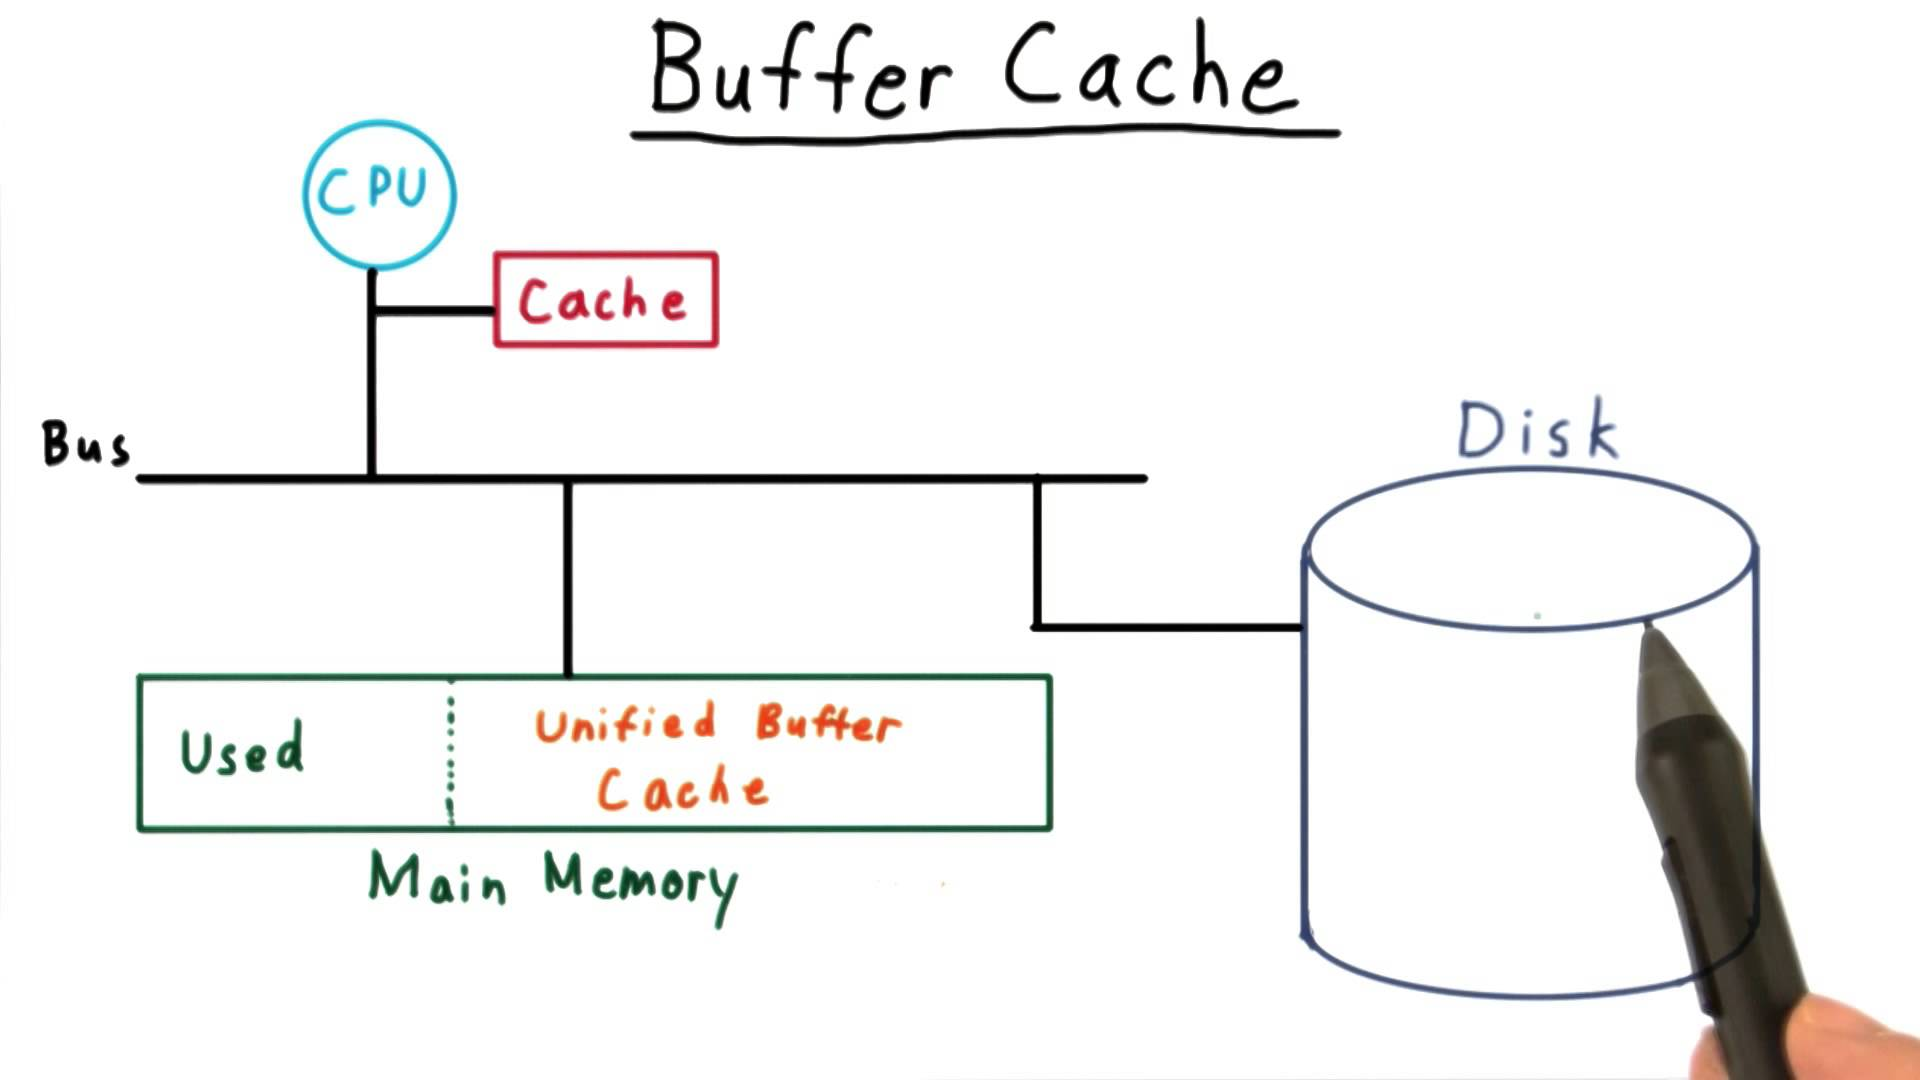 Buffer Cache
CPU
Cache
Bus
Disk
Used
Unified Buffer
Cache
Main Memory